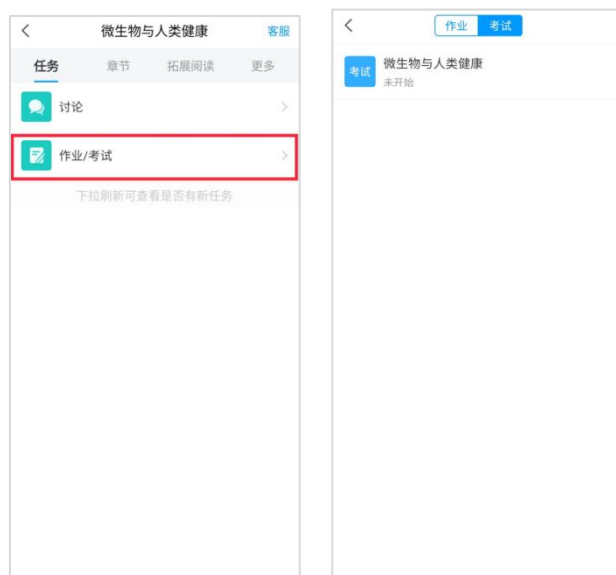 微生物与人类健康 客服
任务 章节 拓展阅读 更多
讨论
作业/考试
下拉刷新可查看是否有新任务
作业 考试
考试 微生物与人类健康
未开始